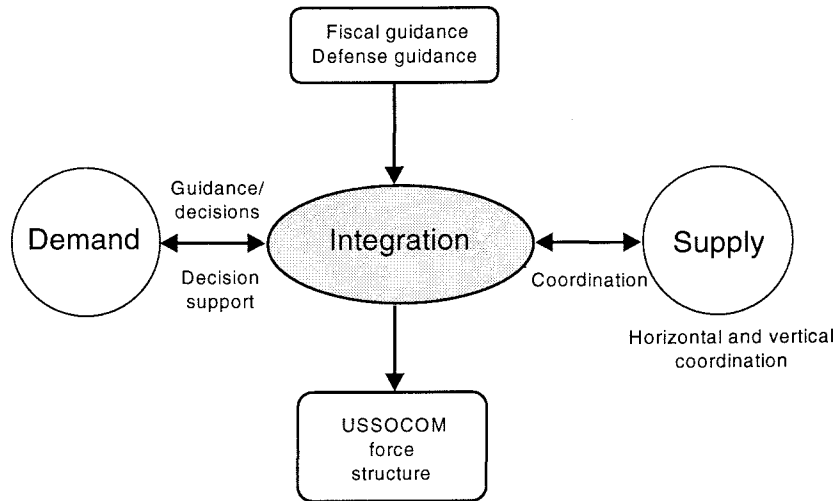 Fiscal guidance
Defense guidance
Guidance/
decisions
Demand
Integration
Supply
Decision
support
Coordination
Horizontal and vertical
coordination
USSOCOM
force
structure